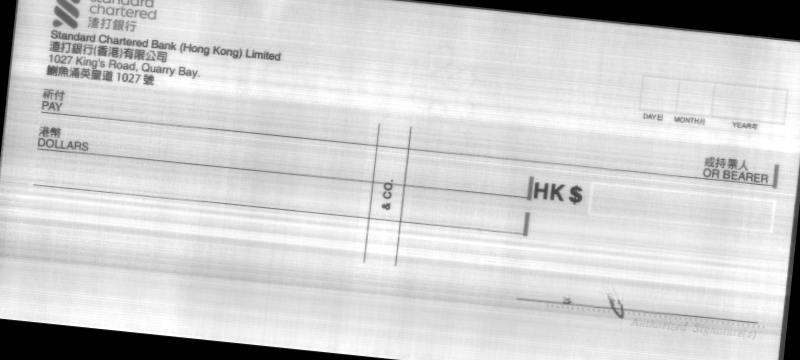 standard
chartered
渣打銀行
Standard Chartered Bank (Hong Kong) Limited
渣打銀行(香港)有限公司
1027 King's Road, Quarry Bay.
鰂魚涌英皇道 1027 號
祈付
PAY
DAY日 MONTH月 YEAR年
或持票人
OR BEARER
港幣
DOLLARS
& CO.
HK $
Authorized Signature(s)